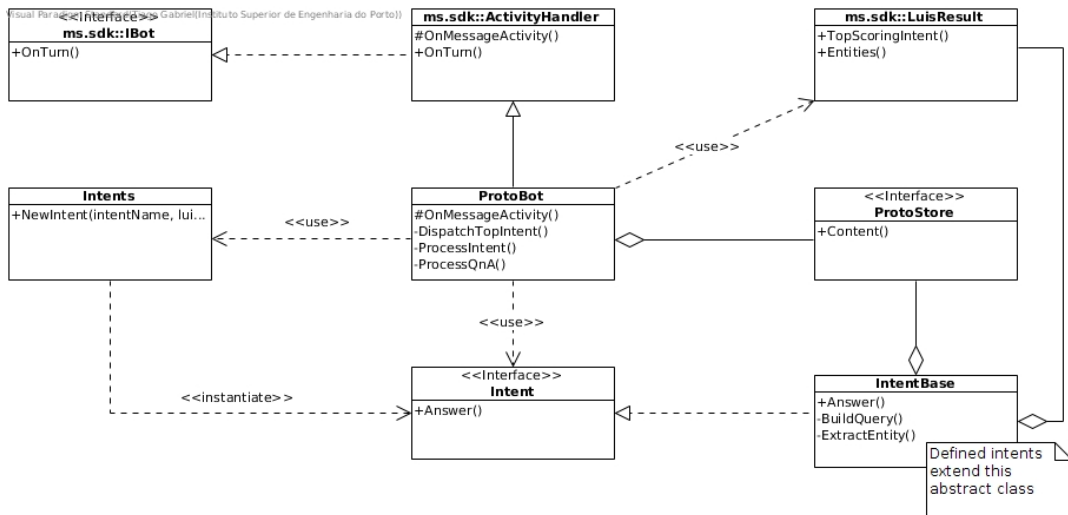 <<Interface>>
ms.sdk::IBot
+OnTurn()
ms.sdk::ActivityHandler
#OnMessageActivity()
+OnTurn()
ms.sdk::LuisResult
+TopScoringIntent()
+Entities()
<<use>>
Intents
+NewIntent(intentName, lui...
<<use>>
ProtoBot
#OnMessageActivity()
-DispatchTopIntent()
-ProcessIntent()
-ProcessQnA()
<<Interface>>
ProtoStore
+Content()
<<use>>
<<instantiate>>
<<Interface>>
Intent
+Answer()
IntentBase
+Answer()
-BuildQuery()
-ExtractEntity()
Defined intents
extend this
abstract class